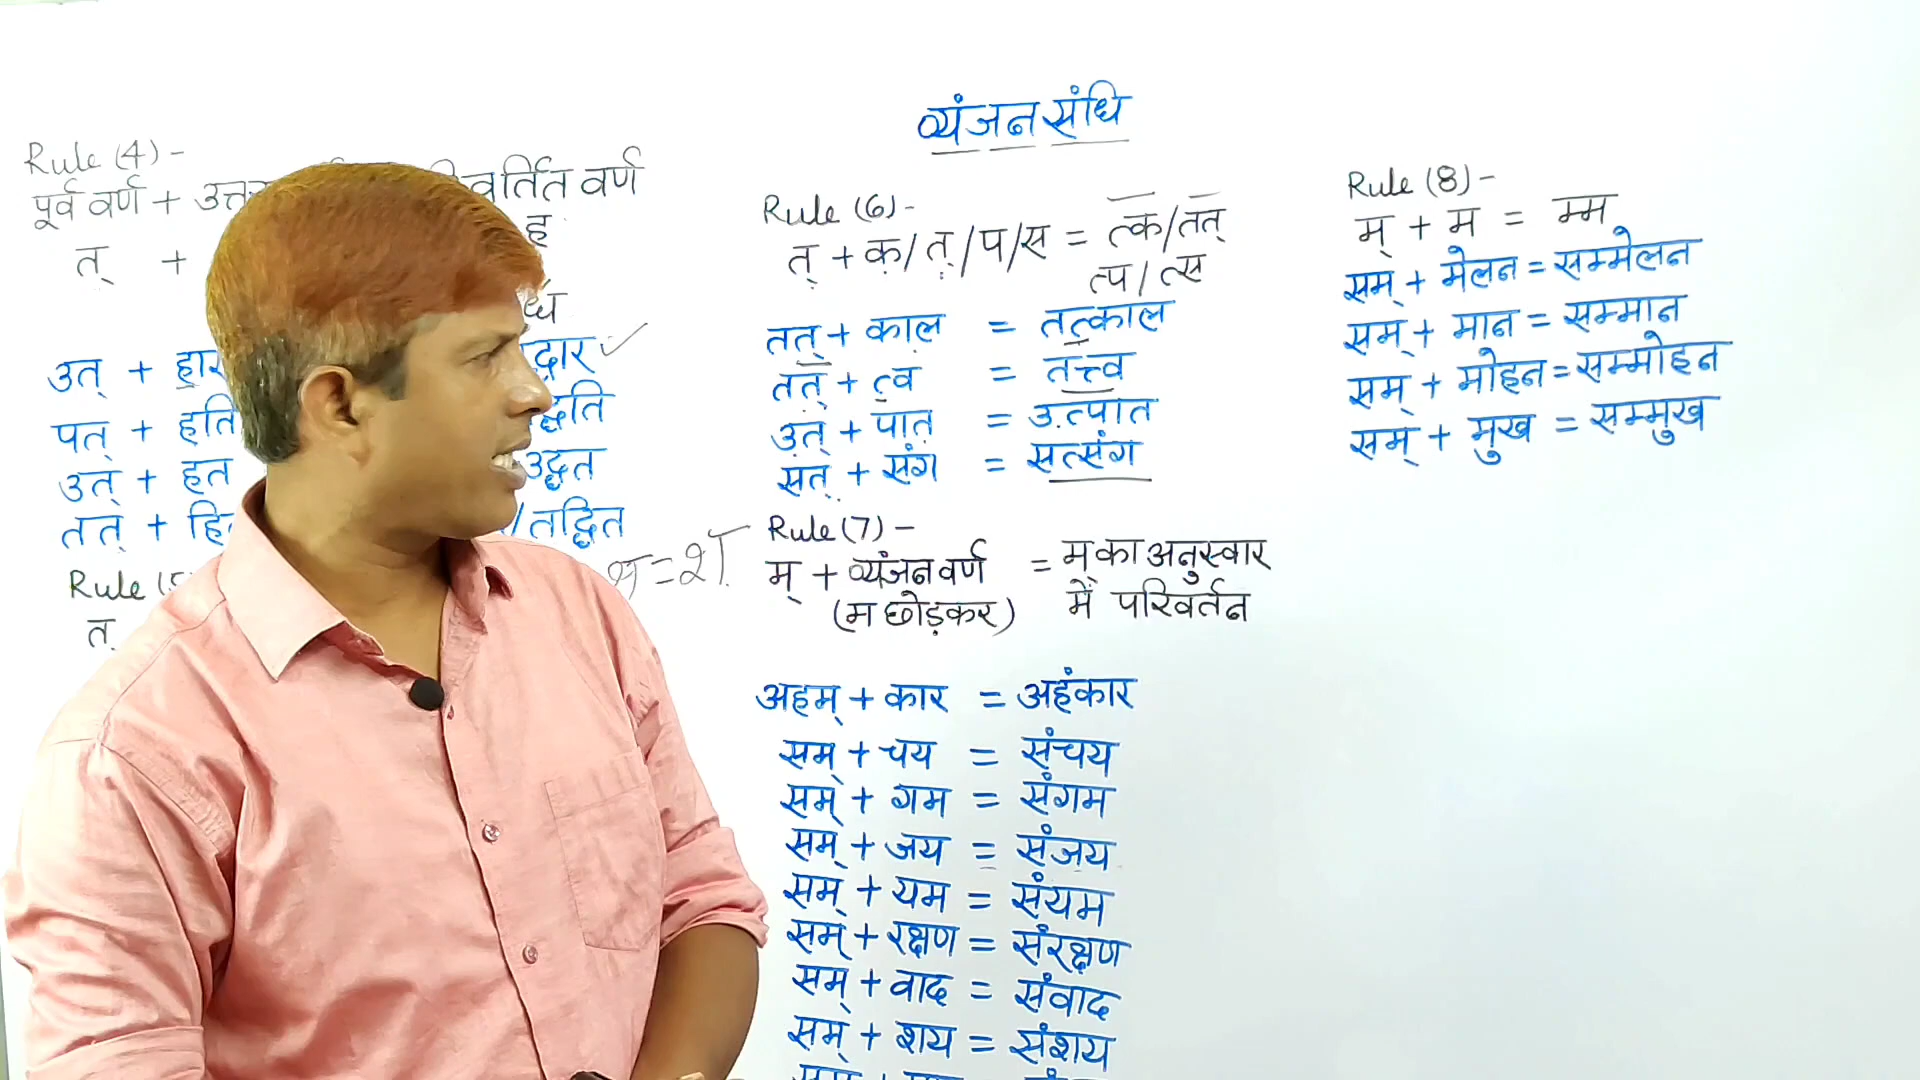 व्यंजन संधि
Rule (4) -
पूर्व वर्ण +
त् +
उत् +
पत् + हति
उत् + हत उद्धत
तत् + /तद्धित
Rule
Rule (6)-
त् + क/त्/प/स = त्क/तत्
त्प/त्स
तत् + काल = तत्काल
तत् + त्व = तत्त्व
उत् + पात = उत्पात
सत् + संग = सत्संग
Rule (7) -
म् + व्यंजन वर्ण = म् का अनुस्वार
(म छोड़कर) में परिवर्तन
अहम् + कार = अहंकार
सम् + चय = संचय
सम् + गम = संगम
सम् + जय = संजय
सम् + यम = संयम
सम् + रक्षण = संरक्षण
सम् + वाद = संवाद
सम् + शय = संशय
Rule (8) -
म् + म = म्म
सम् + मेलन = सम्मेलन
सम् + मान = सम्मान
सम् + मोहन = सम्मोहन
सम् + मुख = सम्मुख